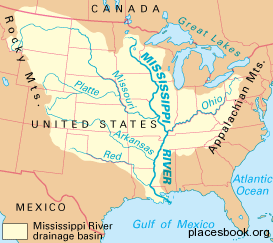 CANADA
Great Lakes
Rocky Mts.
MISSISSIPPI RIVER
Missouri
Platte
Ohio
Appalachian Mts.
UNITED STATES
Arkansas
Red
Atlantic
Ocean
MEXICO
Gulf of Mexico
Mississippi River
drainage basin
placesbook.org